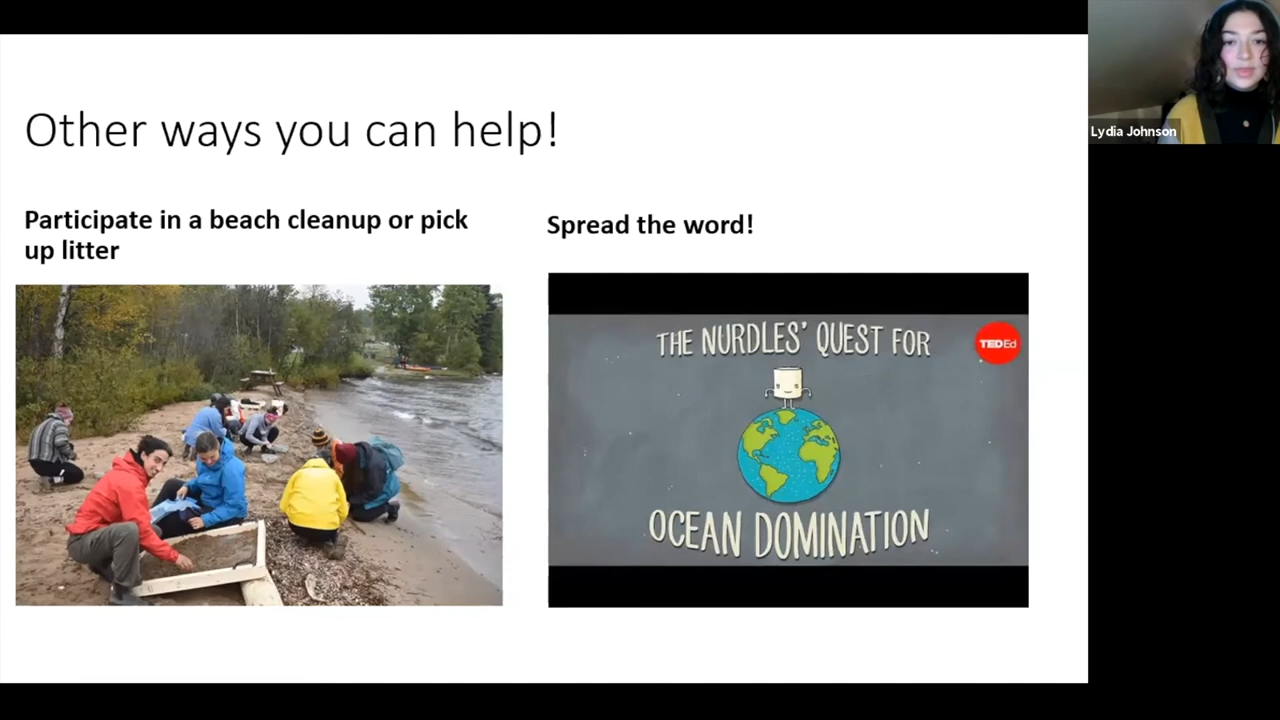 Other ways you can help!
Participate in a beach cleanup or pick
up litter
Spread the word!
THE NURDLES' QUEST FOR
TEDEd
OCEAN DOMINATION
Lydia Johnson